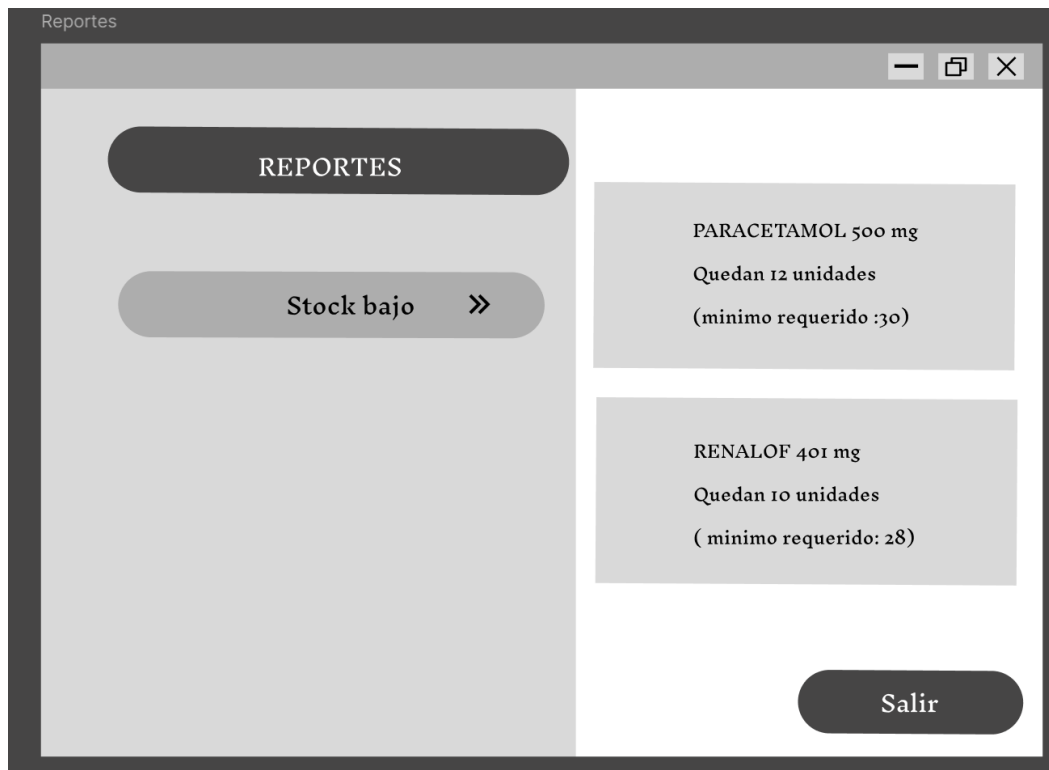 Reportes
REPORTES
Stock bajo
PARACETAMOL 500 mg
Quedan 12 unidades
(minimo requerido :30)
RENALOF 401 mg
Quedan 10 unidades
( minimo requerido: 28)
Salir